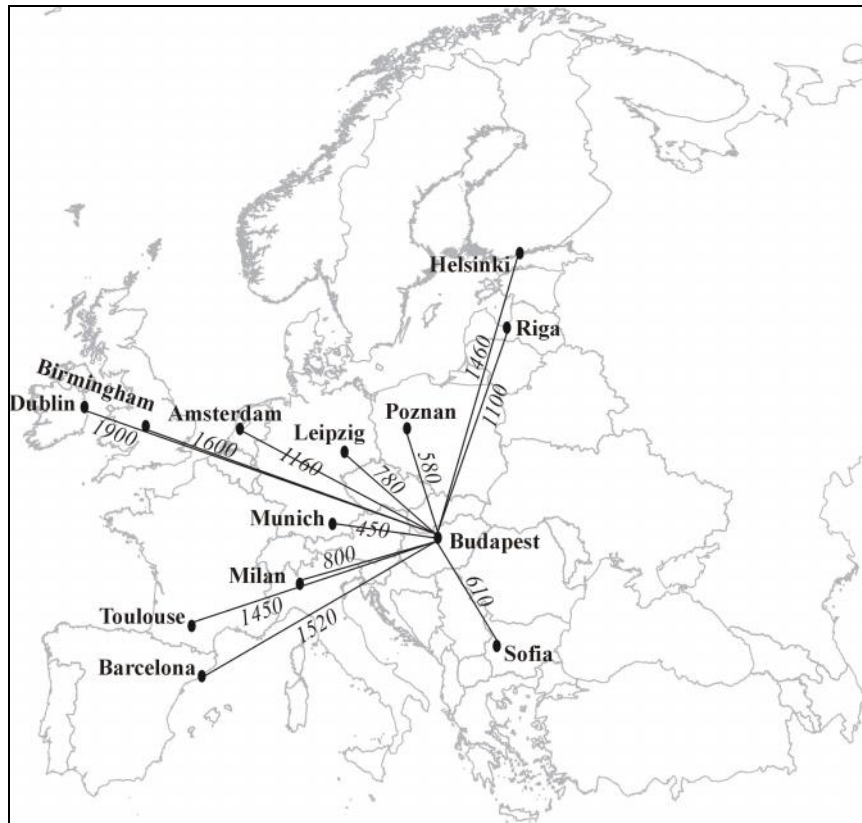 Helsinki
Riga
1460
1100
Birmingham
Dublin
Amsterdam
Poznan
1900
1600
Leipzig
1160
780
580
Munich
450
Budapest
800
Milan
610
1450
Toulouse
1520
Sofia
Barcelona